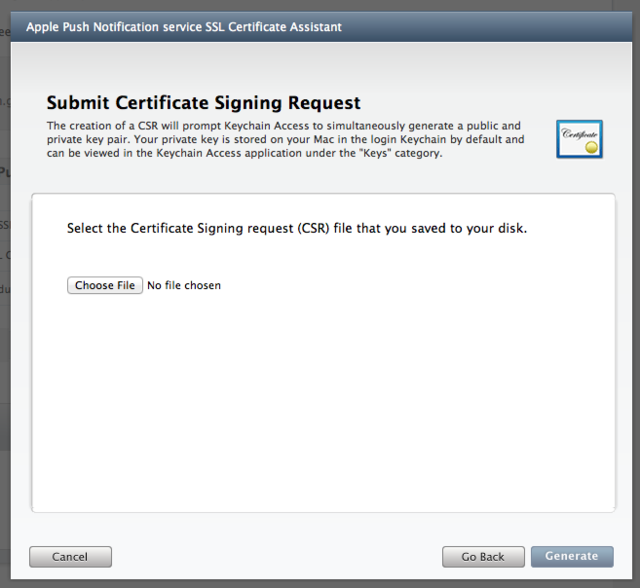 Apple Push Notification service SSL Certificate Assistant
Submit Certificate Signing Request
The creation of a CSR will prompt Keychain Access to simultaneously generate a public and
private key pair. Your private key is stored on your Mac in the login Keychain by default and
can be viewed in the Keychain Access application under the "Keys" category.
Certificate
Select the Certificate Signing request (CSR) file that you saved to your disk.
Choose File No file chosen
Cancel Go Back Generate